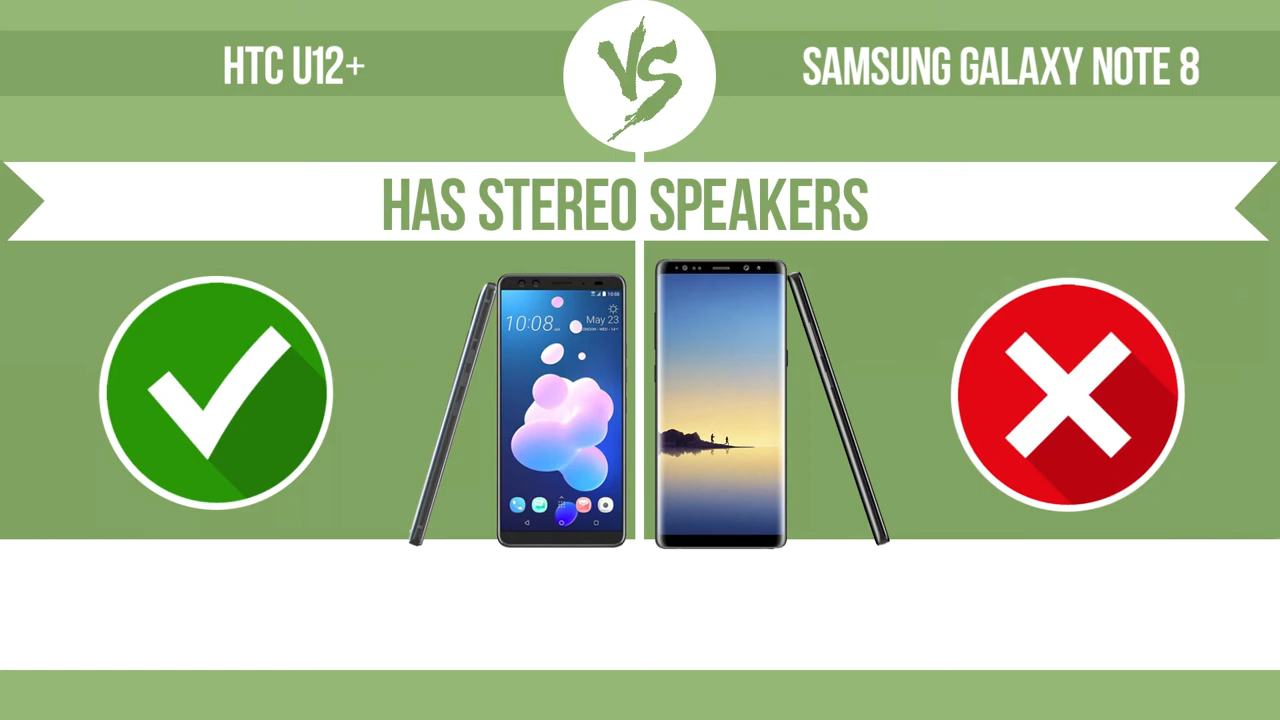 HTC U12+
VS
SAMSUNG GALAXY NOTE 8
HAS STEREO SPEAKERS
10:08
May 23